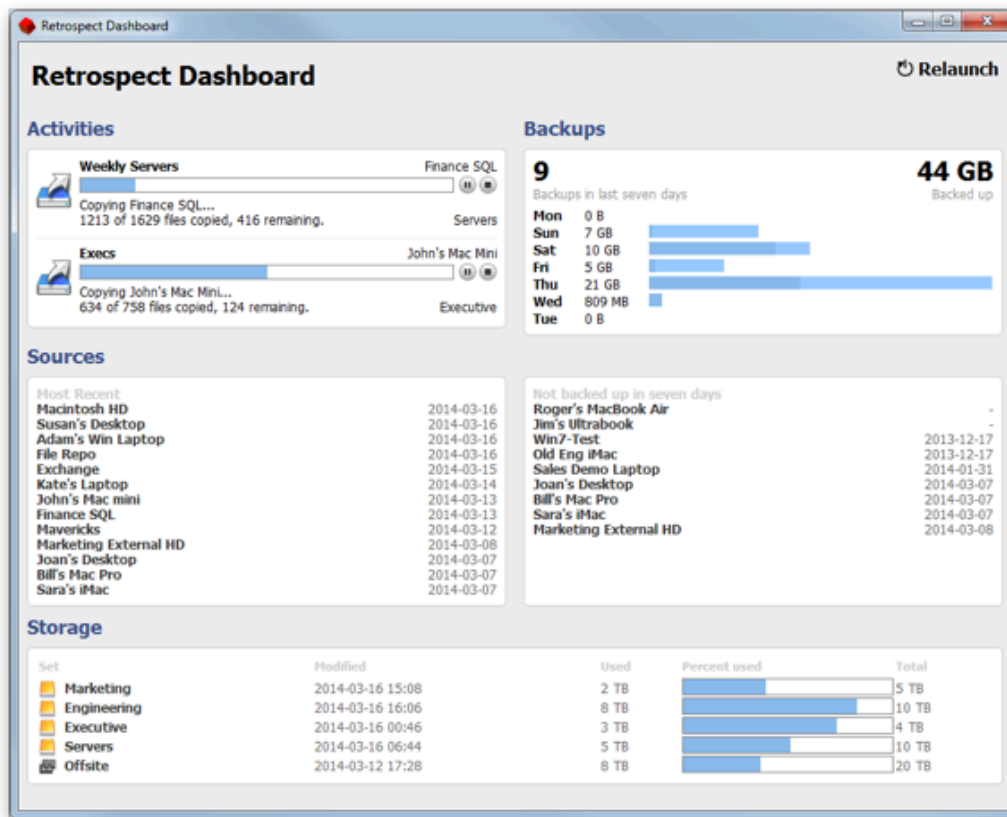 Retrospect Dashboard
Retrospect Dashboard
Relaunch
Activities
Weekly Servers Finance SQL
Copying Finance SQL...
1213 of 1629 files copied, 416 remaining. Servers
Execs John's Mac Mini
Copying John's Mac Mini...
634 of 758 files copied, 124 remaining. Executive
Backups
9 44 GB
Backups in last seven days Backed up
Mon 0 B
Sun 7 GB
Sat 10 GB
Fri 5 GB
Thu 21 GB
Wed 809 MB
Tue 0 B
Sources
Most Recent
Macintosh HD 2014-03-16
Susan's Desktop 2014-03-16
Adam's Win Laptop 2014-03-16
File Repo 2014-03-16
Exchange 2014-03-15
Kate's Laptop 2014-03-14
John's Mac mini 2014-03-13
Finance SQL 2014-03-13
Mavericks 2014-03-12
Marketing External HD 2014-03-08
Joan's Desktop 2014-03-07
Bill's Mac Pro 2014-03-07
Sara's iMac 2014-03-07
Not backed up in seven days
Roger's MacBook Air -
Jim's Ultrabook -
Win7-Test 2013-12-17
Old Eng iMac 2013-12-17
Sales Demo Laptop 2014-01-31
Joan's Desktop 2014-03-07
Bill's Mac Pro 2014-03-07
Sara's iMac 2014-03-07
Marketing External HD 2014-03-08
Storage
Set Modified Used Percent used Total
Marketing 2014-03-16 15:08 2 TB 5 TB
Engineering 2014-03-16 16:06 8 TB 10 TB
Executive 2014-03-16 00:46 3 TB 4 TB
Servers 2014-03-16 06:44 5 TB 10 TB
Offsite 2014-03-12 17:28 8 TB 20 TB